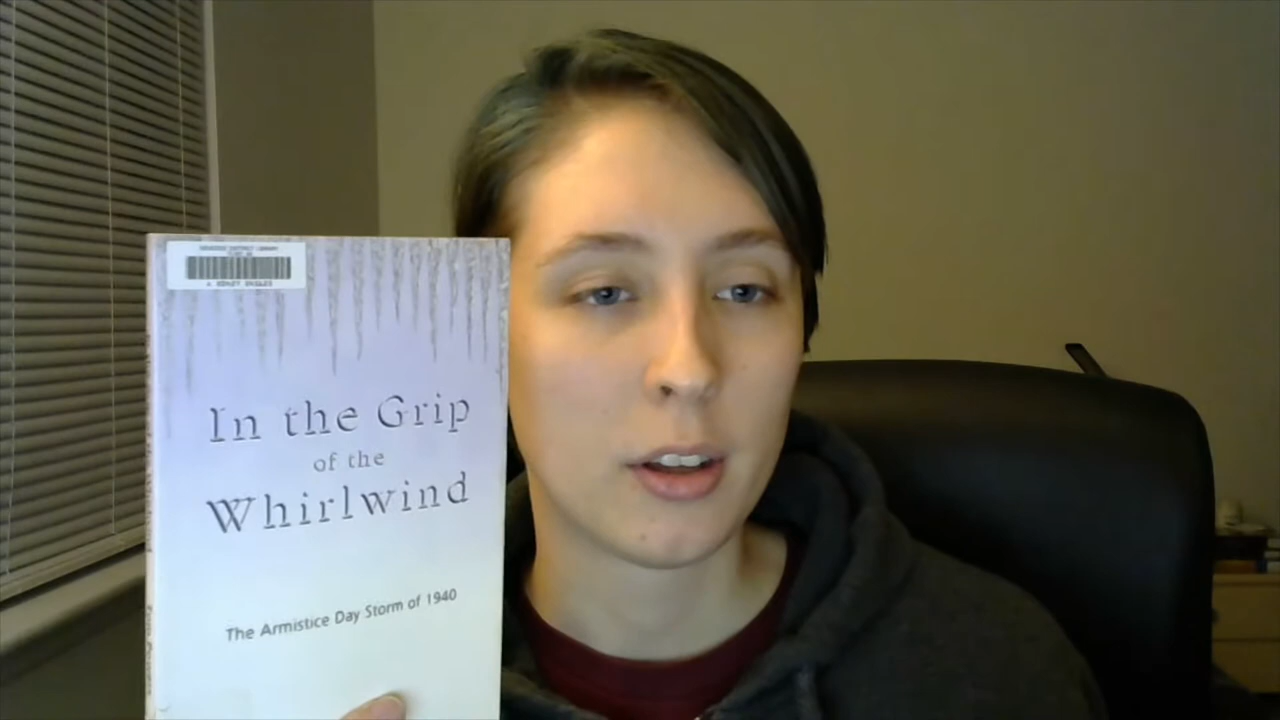 In the Grip
of the
Whirlwind
The Armistice Day Storm of 1940